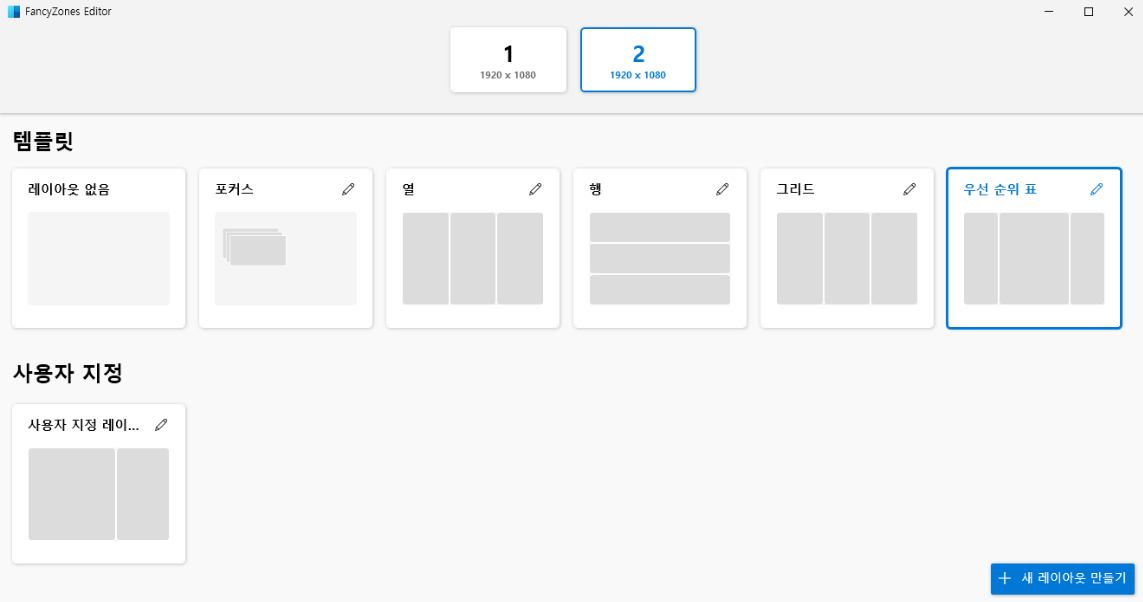 FancyZones Editor
1
1920 x 1080
2
1920 x 1080
템플릿
레이아웃 없음
포커스
열
행
그리드
우선 순위 표
사용자 지정
사용자 지정 레이...
새 레이아웃 만들기